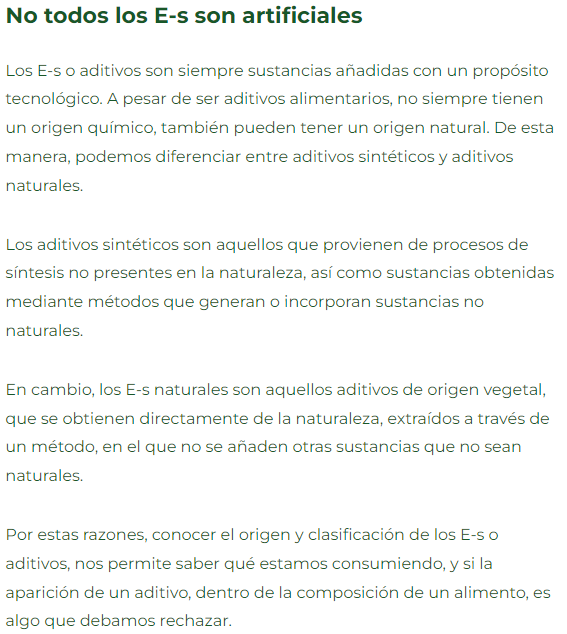 No todos los E-s son artificiales
Los E-s o aditivos son siempre sustancias añadidas con un propósito
tecnológico. A pesar de ser aditivos alimentarios, no siempre tienen
un origen químico, también pueden tener un origen natural. De esta
manera, podemos diferenciar entre aditivos sintéticos y aditivos
naturales.
Los aditivos sintéticos son aquellos que provienen de procesos de
síntesis no presentes en la naturaleza, así como sustancias obtenidas
mediante métodos que generan o incorporan sustancias no
naturales.
En cambio, los E-s naturales son aquellos aditivos de origen vegetal,
que se obtienen directamente de la naturaleza, extraídos a través de
un método, en el que no se añaden otras sustancias que no sean
naturales.
Por estas razones, conocer el origen y clasificación de los E-s o
aditivos, nos permite saber qué estamos consumiendo, y si la
aparición de un aditivo, dentro de la composición de un alimento, es
algo que debamos rechazar.